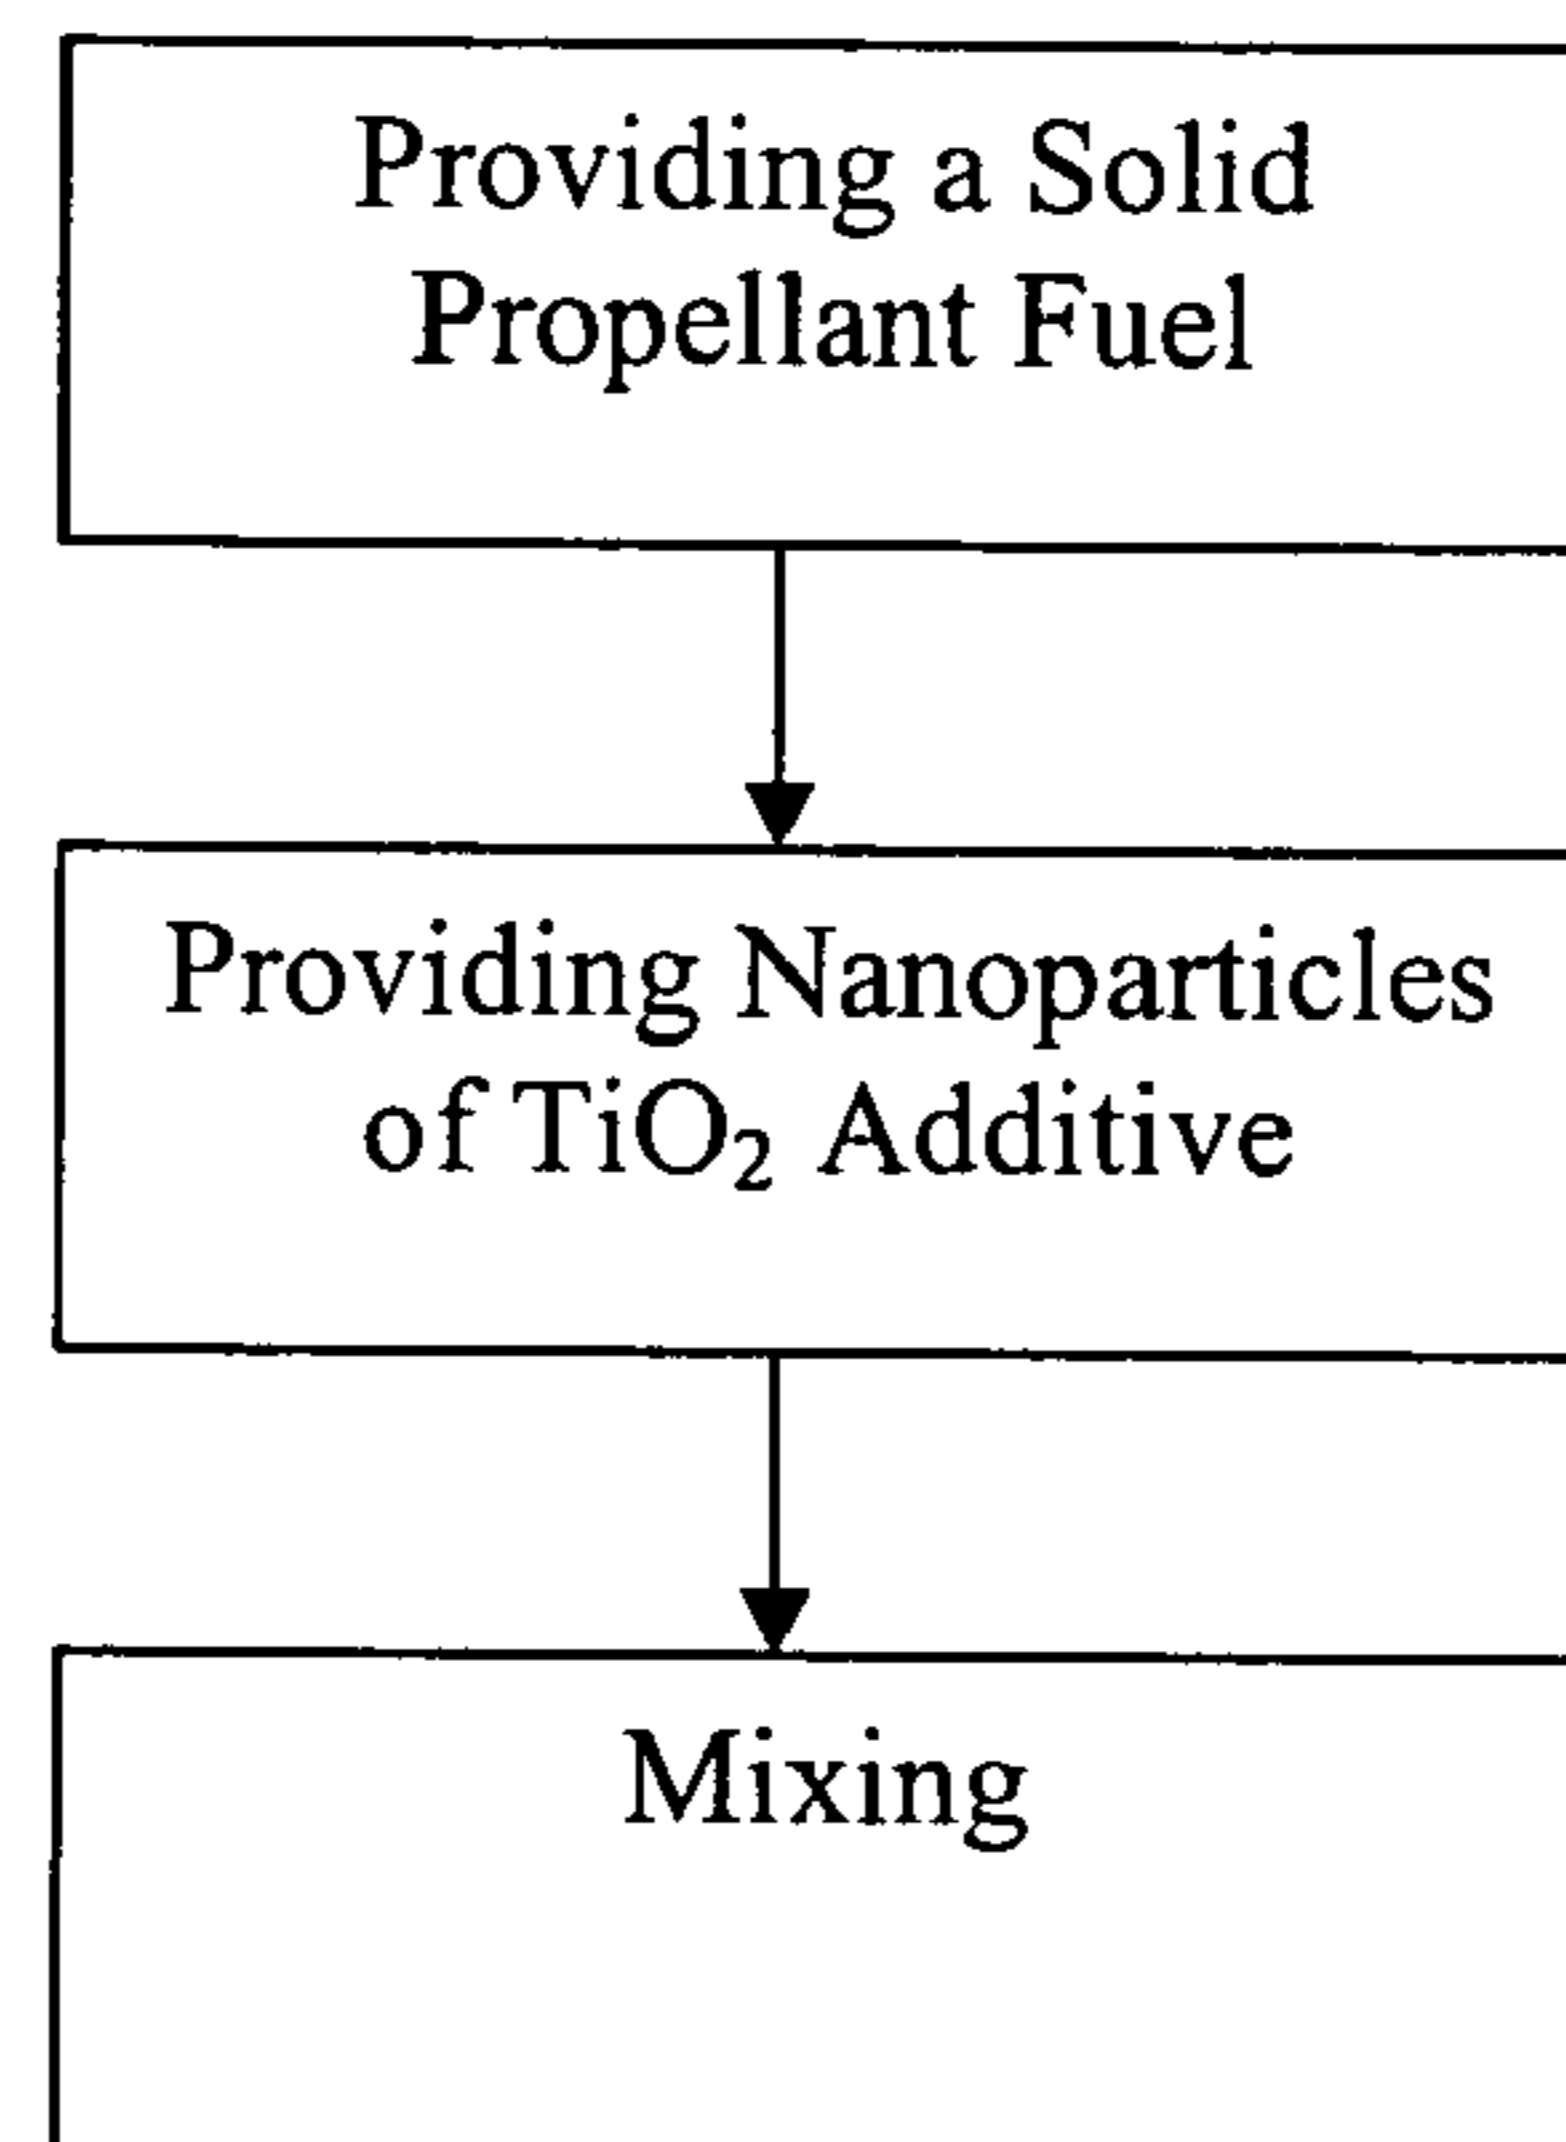 Providing a Solid
Propellant Fuel
Providing Nanoparticles
of TiO₂ Additive
Mixing